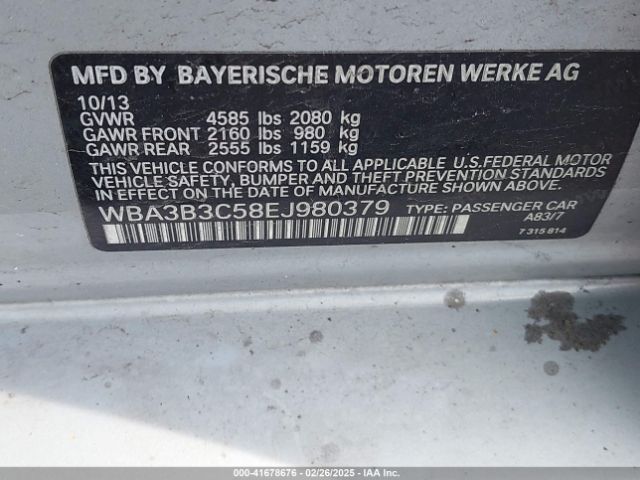 MFD BY BAYERISCHE MOTOREN WERKE AG
10/13
GVWR 4585 lbs 2080 kg
GAWR FRONT 2160 lbs 980 kg
GAWR REAR 2555 lbs 1159 kg
THIS VEHICLE CONFORMS TO ALL APPLICABLE U.S.FEDERAL MOTOR
VEHICLE SAFETY, BUMPER AND THEFT PREVENTION STANDARDS
IN EFFECT ON THE DATE OF MANUFACTURE SHOWN ABOVE.
WBA3B3C58EJ980379 TYPE: PASSENGER CAR
A83/7
7 315 814
000-41678676 - 02/26/2025 - IAAI.CA